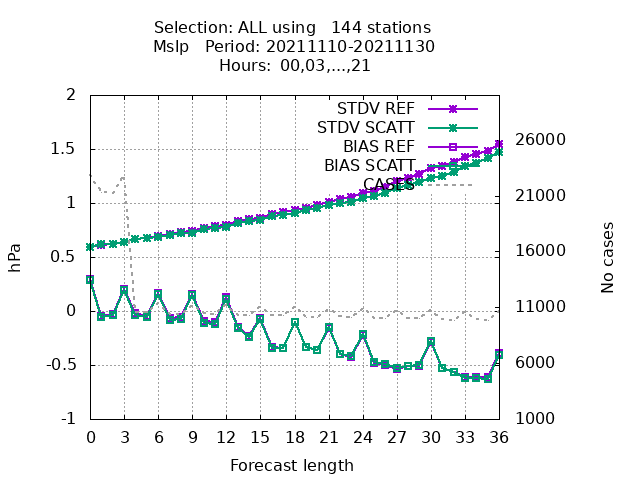 Selection: ALL using   144 stations
Mslp   Period: 20211110-20211130
Hours:  00,03,...,21
STDV REF
STDV SCATT
BIAS REF
BIAS SCATT
CASES
2
1.5
1
0.5
0
-0.5
-1
hPa
26000
21000
16000
11000
6000
1000
No cases
0 3 6 9 12 15 18 21 24 27 30 33 36
Forecast length